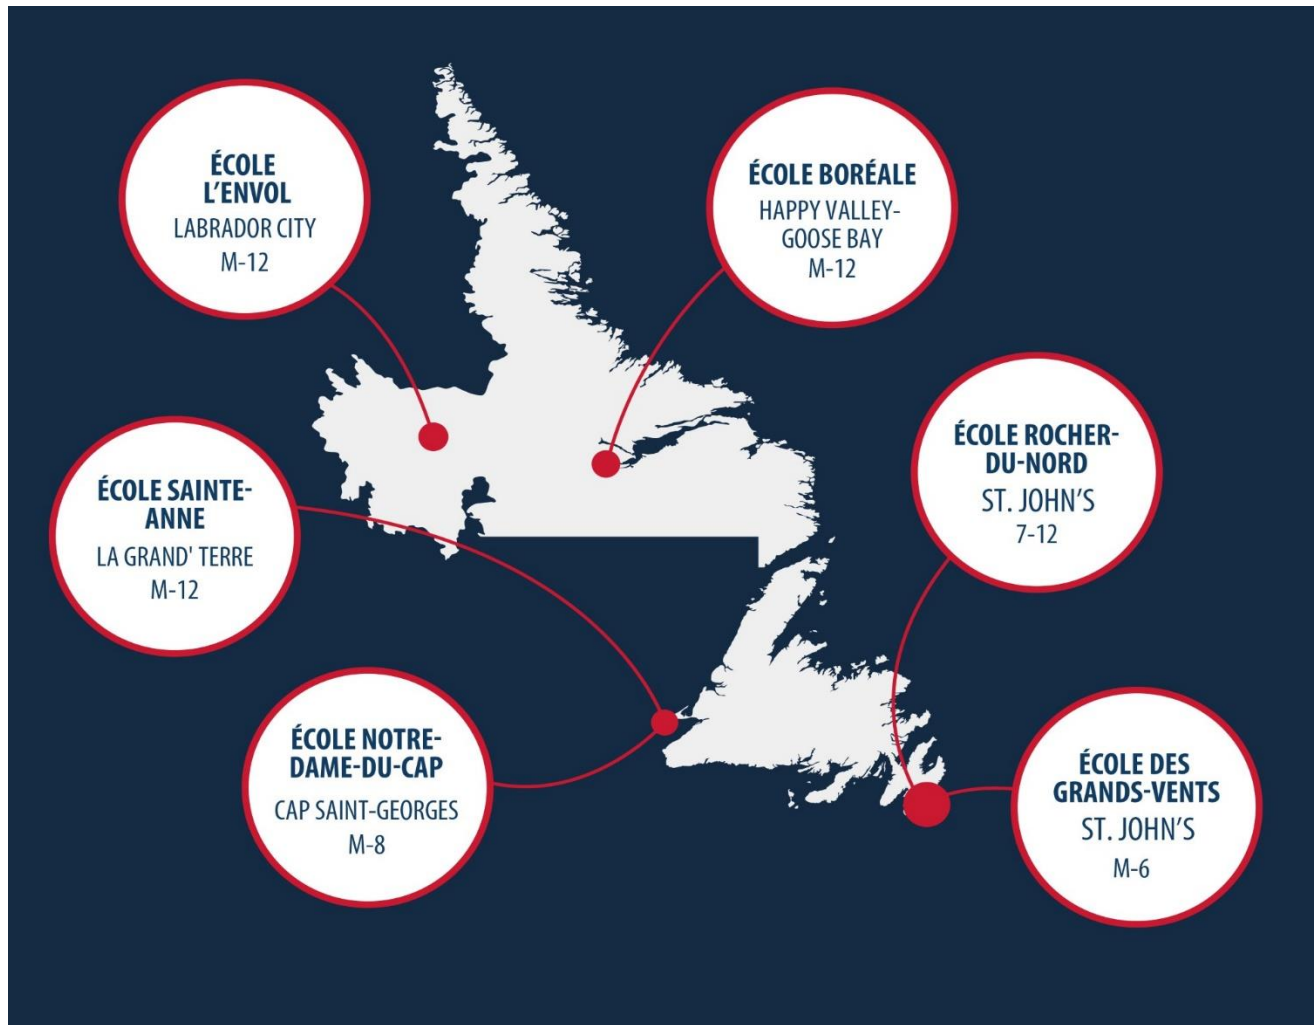 ÉCOLE
L'ENVOL
LABRADOR CITY
M-12
ÉCOLE BORÉALE
HAPPY VALLEY-
GOOSE BAY
M-12
ÉCOLE SAINTE-
ANNE
LA GRAND' TERRE
M-12
ÉCOLE ROCHER-
DU-NORD
ST. JOHN'S
7-12
ÉCOLE NOTRE-
DAME-DU-CAP
CAP SAINT-GEORGES
M-8
ÉCOLE DES
GRANDS-VENTS
ST. JOHN'S
M-6